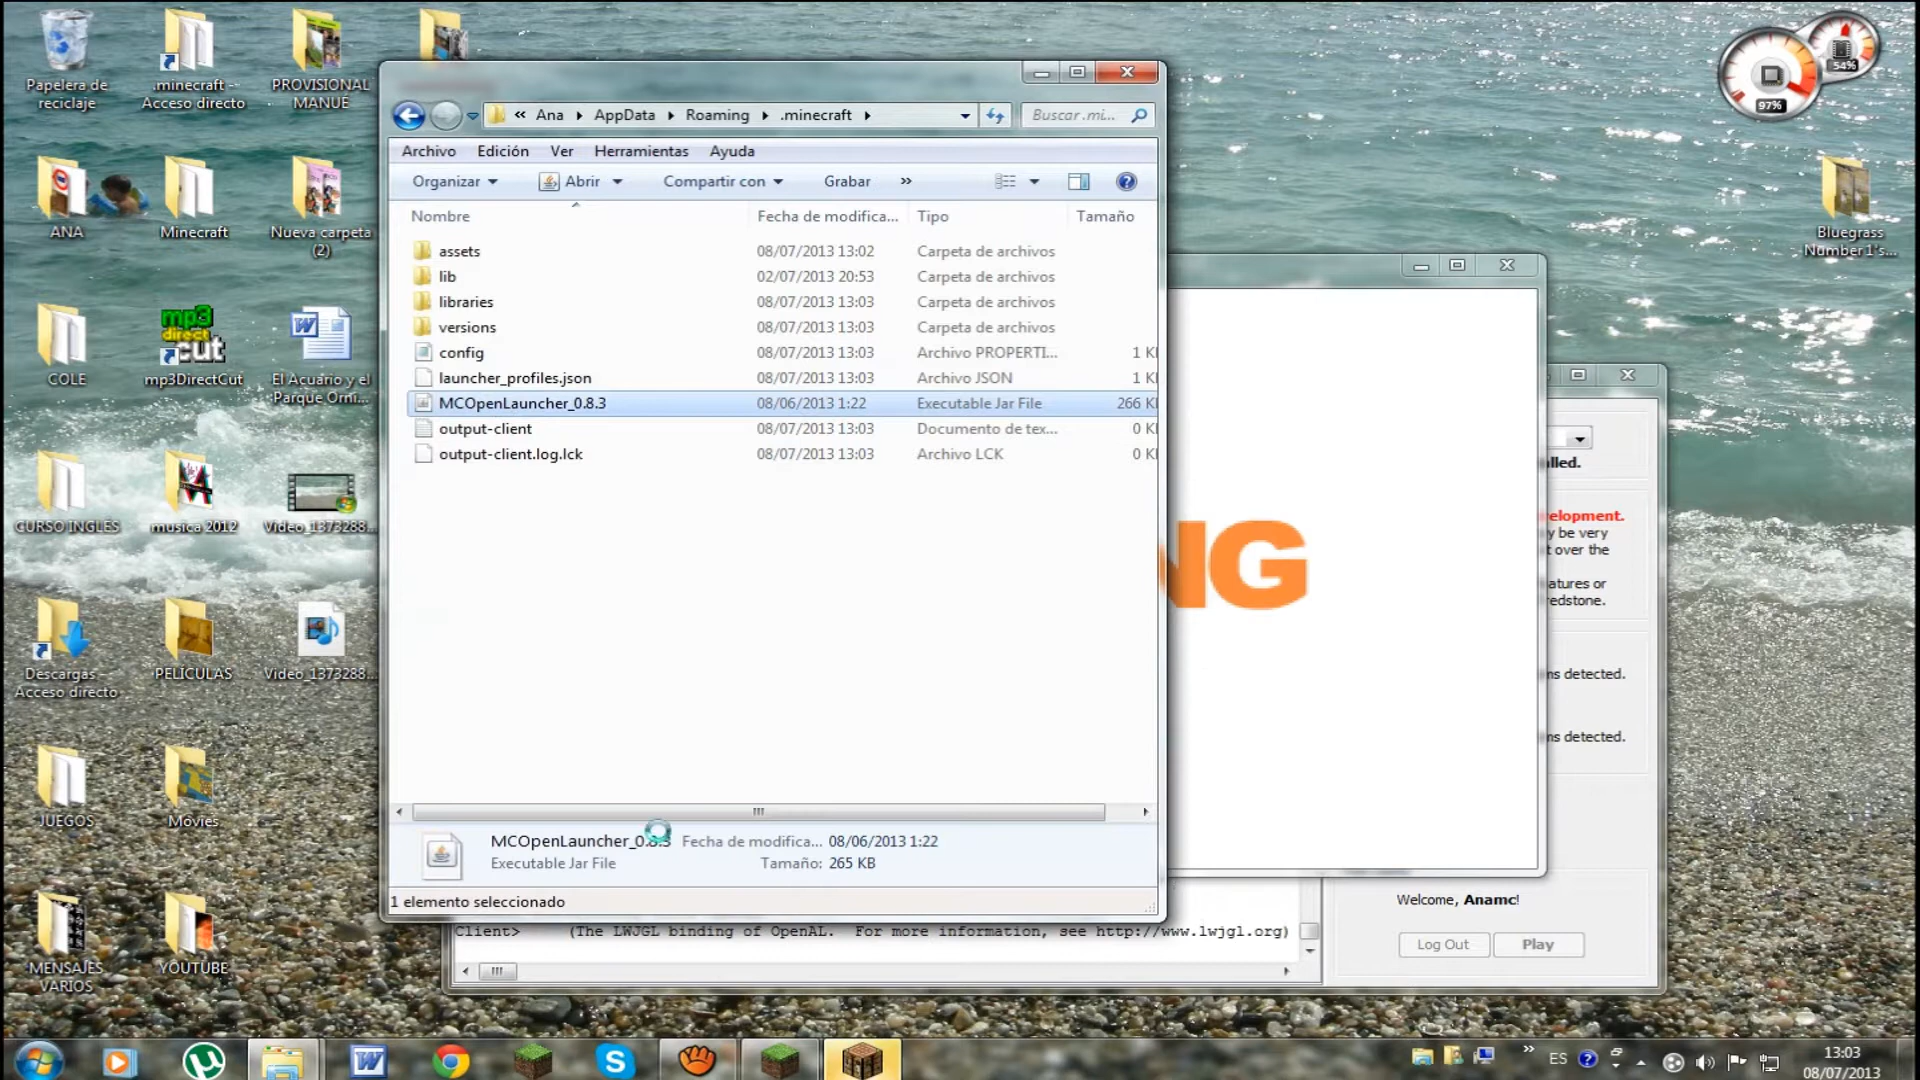 Papelera de
reciclaje
.minecraft -
Acceso directo
PROVISIONAL
MANUE
ANA
Minecraft
Nueva carpeta
(2)
COLE
mp3
direct
cut
mp3DirectCut
El Acuario y el
Parque Orni...
CURSO INGLES
musica 2012
Video_1373288...
Descargas -
Acceso directo
PELÍCULAS
Video_1373288...
JUEGOS
Movies
MENSAJES
VARIOS
YOUTUBE
« Ana ▸ AppData ▸ Roaming ▸ .minecraft ▸
Buscar .mi...
Archivo Edición Ver Herramientas Ayuda
Organizar Abrir Compartir con Grabar »
Nombre Fecha de modifica... Tipo Tamaño
assets 08/07/2013 13:02 Carpeta de archivos
lib 02/07/2013 20:53 Carpeta de archivos
libraries 08/07/2013 13:03 Carpeta de archivos
versions 08/07/2013 13:03 Carpeta de archivos
config 08/07/2013 13:03 Archivo PROPERTI... 1 K
launcher_profiles.json 08/07/2013 13:03 Archivo JSON 1 K
MCOpenLauncher_0.8.3 08/06/2013 1:22 Executable Jar File 266 K
output-client 08/07/2013 13:03 Documento de tex... 0 K
output-client.log.lck 08/07/2013 13:03 Archivo LCK 0 K
MCOpenLauncher_0.8.3 Fecha de modifica... 08/06/2013 1:22
Executable Jar File Tamaño: 265 KB
1 elemento seleccionado
Client> (The LWJGL binding of OpenAL. For more information, see http://www.lwjgl.org)
NG
lled.
elopment.
y be very
t over the
atures or
edstone.
ns detected.
ns detected.
Welcome, Anamc!
Log Out Play
97%
54%
Bluegrass
Number 1's...
ES
13:03
08/07/2013